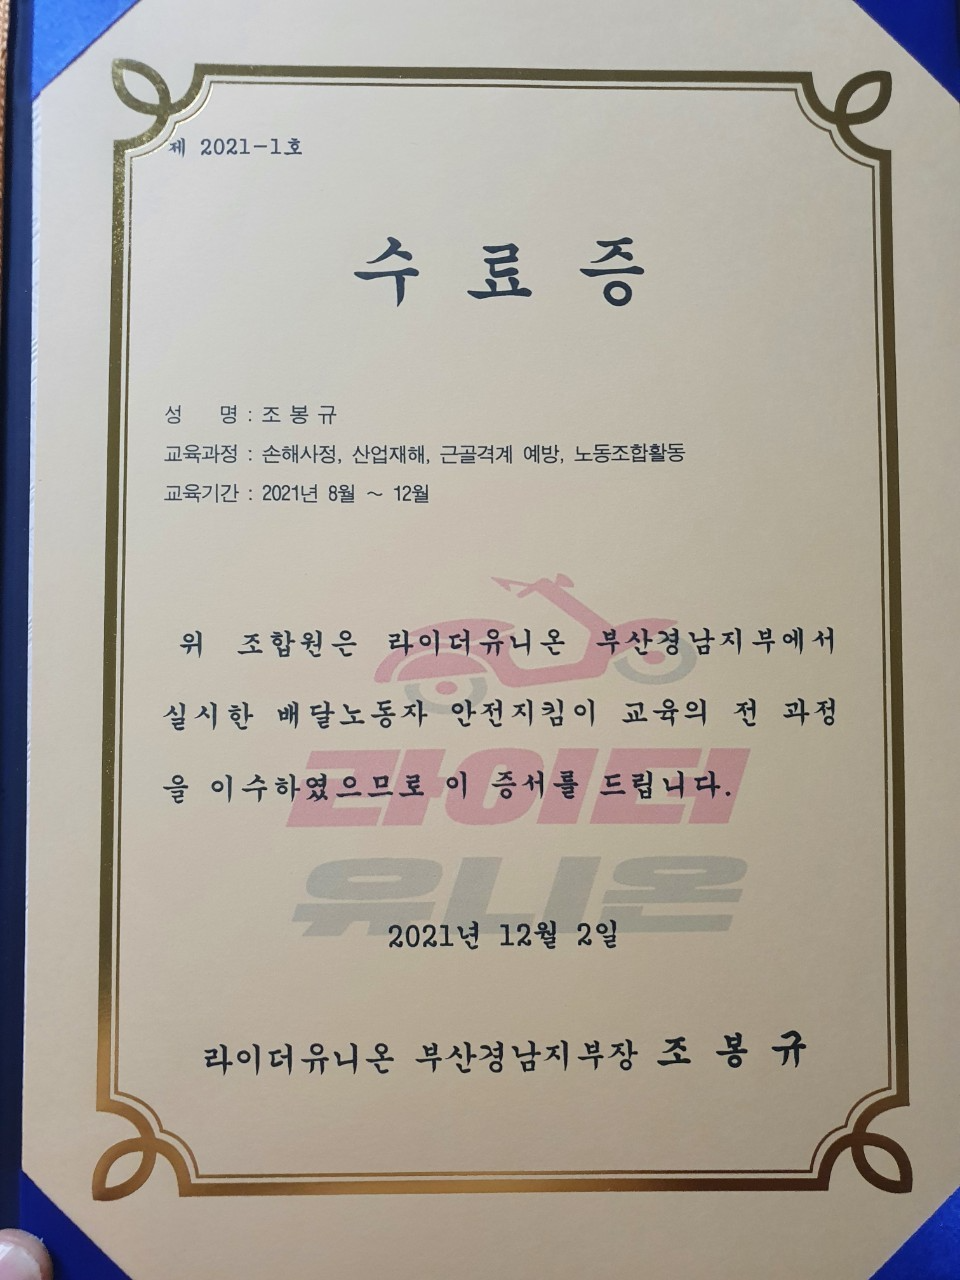 제 2021-1호
수 료 증
성 명 : 조 봉 규
교육과정 : 손해사정, 산업재해, 근골격계 예방, 노동조합활동
교육기간 : 2021년 8월 ~ 12월
위 조합원은 라이더유니온 부산경남지부에서
실시한 배달노동자 안전지킴이 교육의 전 과정
을 이수하였으므로 이 증서를 드립니다.
라이더
유니온
2021년 12월 2일
라이더유니온 부산경남지부장 조 봉 규